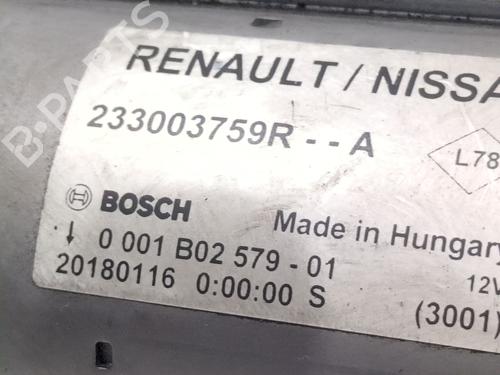 B-PARTS
RENAULT / NISSA
233003759R - - A
L78
BOSCH
Made in Hungary
0 001 B02 579 - 01
12V
20180116 0:00:00 S
(3001)